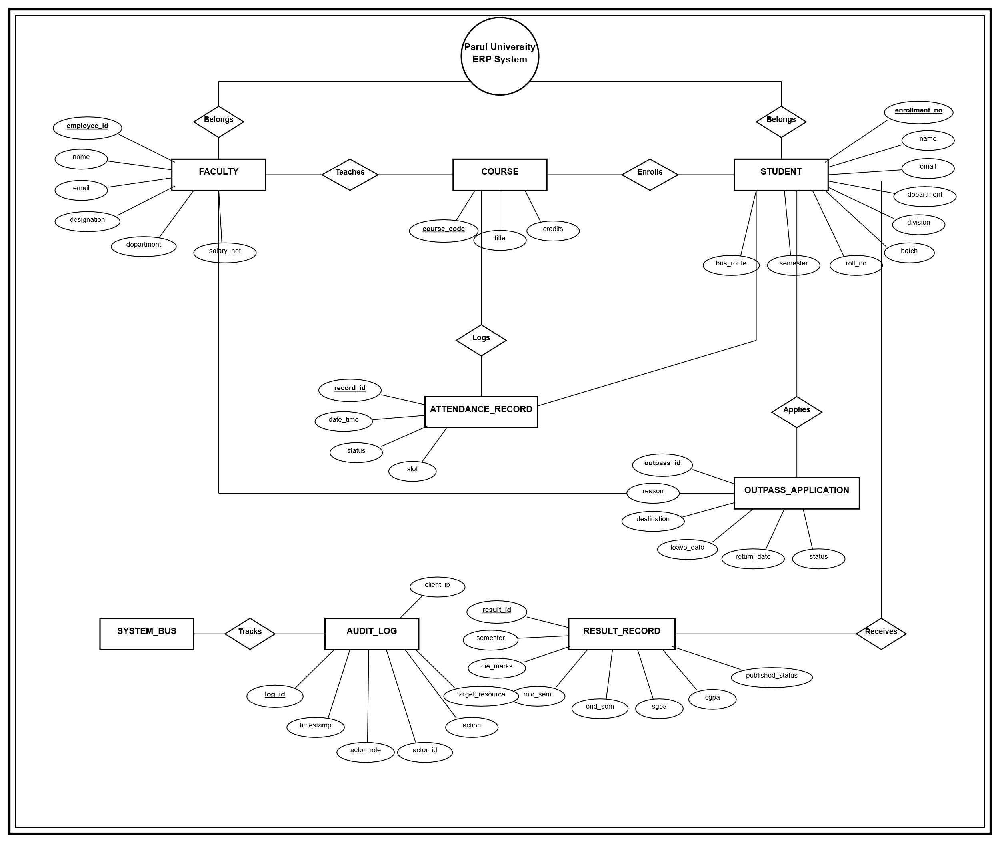 Parul University
ERP System
Belongs
Belongs
employee_id
name
email
designation
department
salary_net
FACULTY
Teaches
COURSE
course_code
title
credits
Enrolls
STUDENT
enrollment_no
name
email
department
division
batch
bus_route
semester
roll_no
Logs
record_id
date_time
status
slot
ATTENDANCE_RECORD
Applies
outpass_id
reason
destination
leave_date
return_date
status
OUTPASS_APPLICATION
SYSTEM_BUS
Tracks
AUDIT_LOG
client_ip
log_id
timestamp
actor_role
actor_id
action
target_resource
result_id
semester
cie_marks
mid_sem
end_sem
sgpa
cgpa
published_status
RESULT_RECORD
Receives